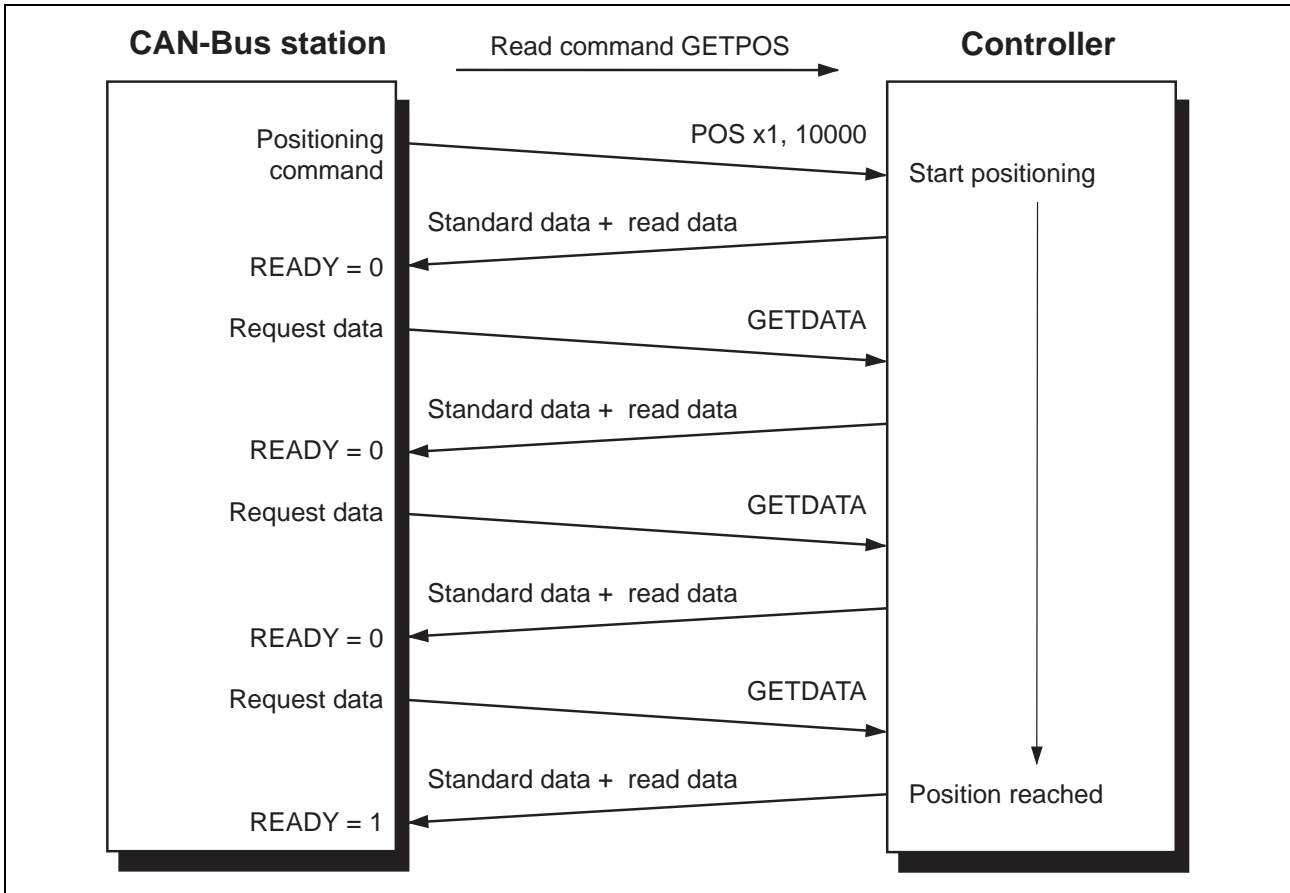 CAN-Bus station
Read command GETPOS
Controller
Positioning
command
POS x1, 10000
Start positioning
Standard data + read data
READY = 0
Request data
GETDATA
Standard data + read data
READY = 0
Request data
GETDATA
Standard data + read data
READY = 0
Request data
GETDATA
Standard data + read data
Position reached
READY = 1